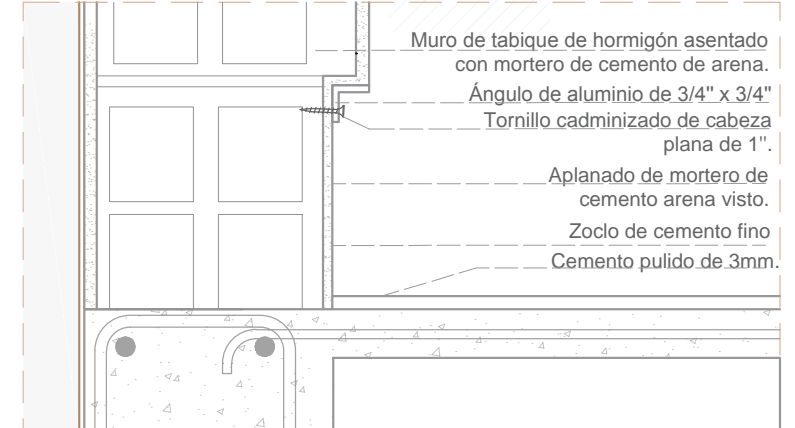 Muro de tabique de hormigón asentado
con mortero de cemento de arena.
Ángulo de aluminio de 3/4" x 3/4"
Tornillo cadminizado de cabeza
plana de 1".
Aplanado de mortero de
cemento arena visto.
Zoclo de cemento fino
Cemento pulido de 3mm.